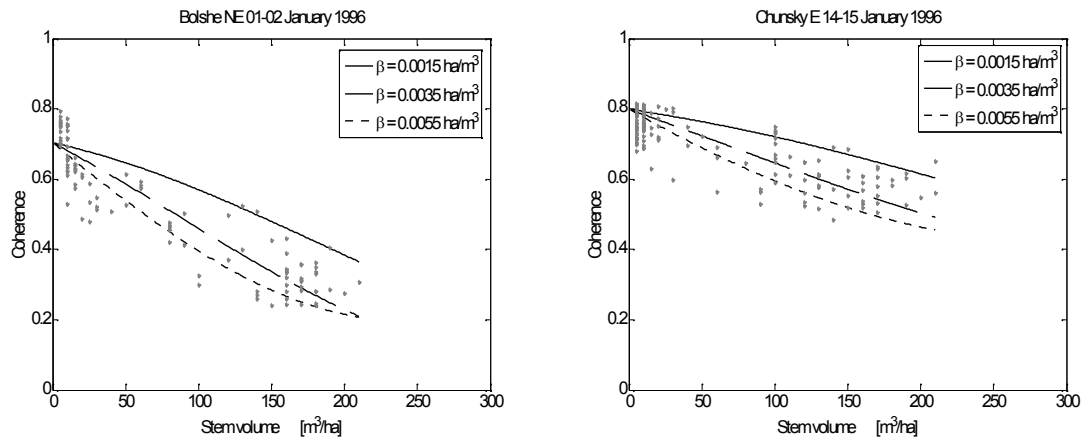 Bolshe NE 01-02 January 1996
1
0.8
0.6
0.4
0.2
0
Coherence
β = 0.0015 ha/m³
β = 0.0035 ha/m³
β = 0.0055 ha/m³
0 50 100 150 200 250 300
Stem volume [m³/ha]
Chunsky E 14-15 January 1996
1
0.8
0.6
0.4
0.2
0
Coherence
β = 0.0015 ha/m³
β = 0.0035 ha/m³
β = 0.0055 ha/m³
0 50 100 150 200 250 300
Stem volume [m³/ha]